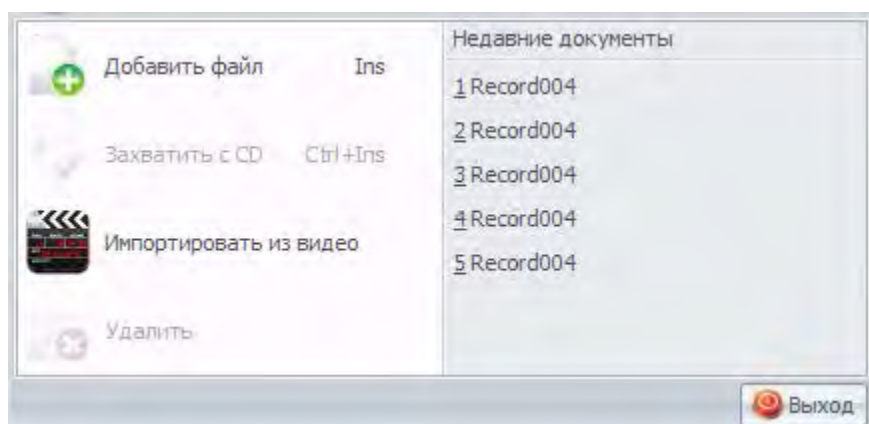 Добавить файл Ins
Захватить с CD Ctrl+Ins
Импортировать из видео
Удалить
Недавние документы
1 Record004
2 Record004
3 Record004
4 Record004
5 Record004
Выход